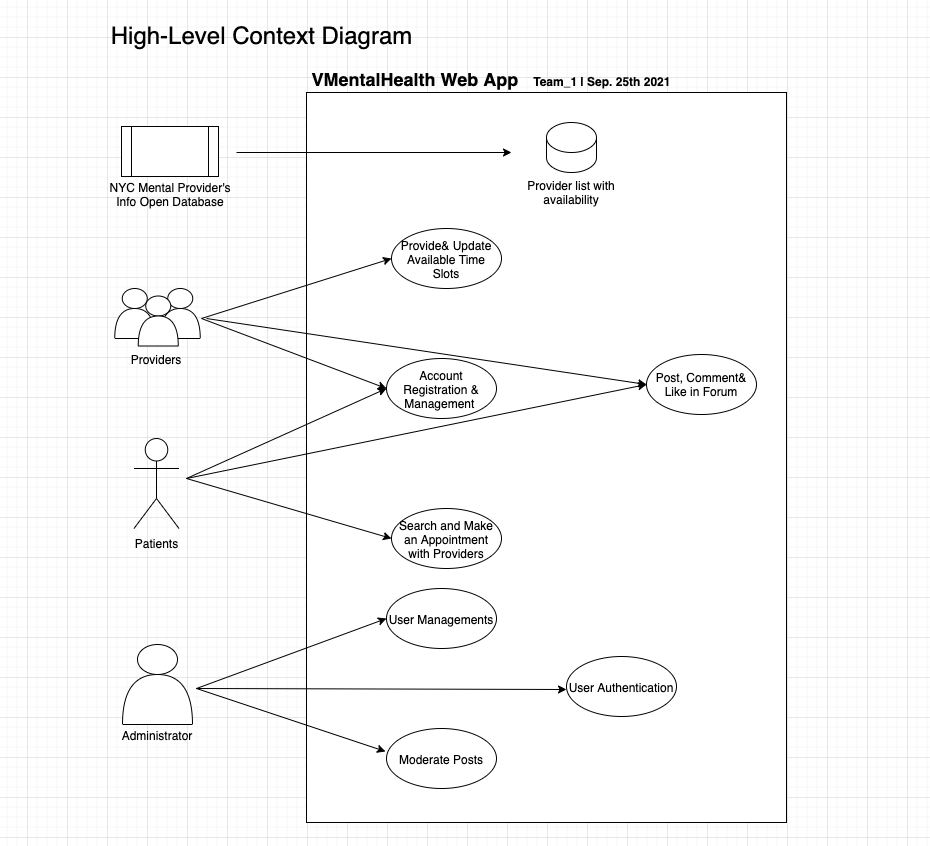 High-Level Context Diagram
VMentalHealth Web App Team_1 | Sep. 25th 2021
NYC Mental Provider's
Info Open Database
Provider list with
availability
Provide& Update
Available Time
Slots
Providers
Account
Registration &
Management
Post, Comment&
Like in Forum
Patients
Search and Make
an Appointment
with Providers
User Managements
User Authentication
Administrator
Moderate Posts